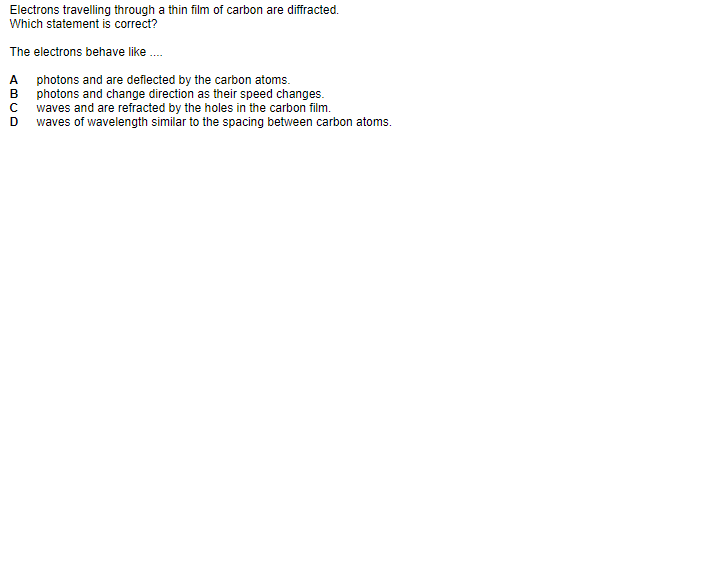 Electrons travelling through a thin film of carbon are diffracted.
Which statement is correct?
The electrons behave like ....
A photons and are deflected by the carbon atoms.
B photons and change direction as their speed changes.
C waves and are refracted by the holes in the carbon film.
D waves of wavelength similar to the spacing between carbon atoms.